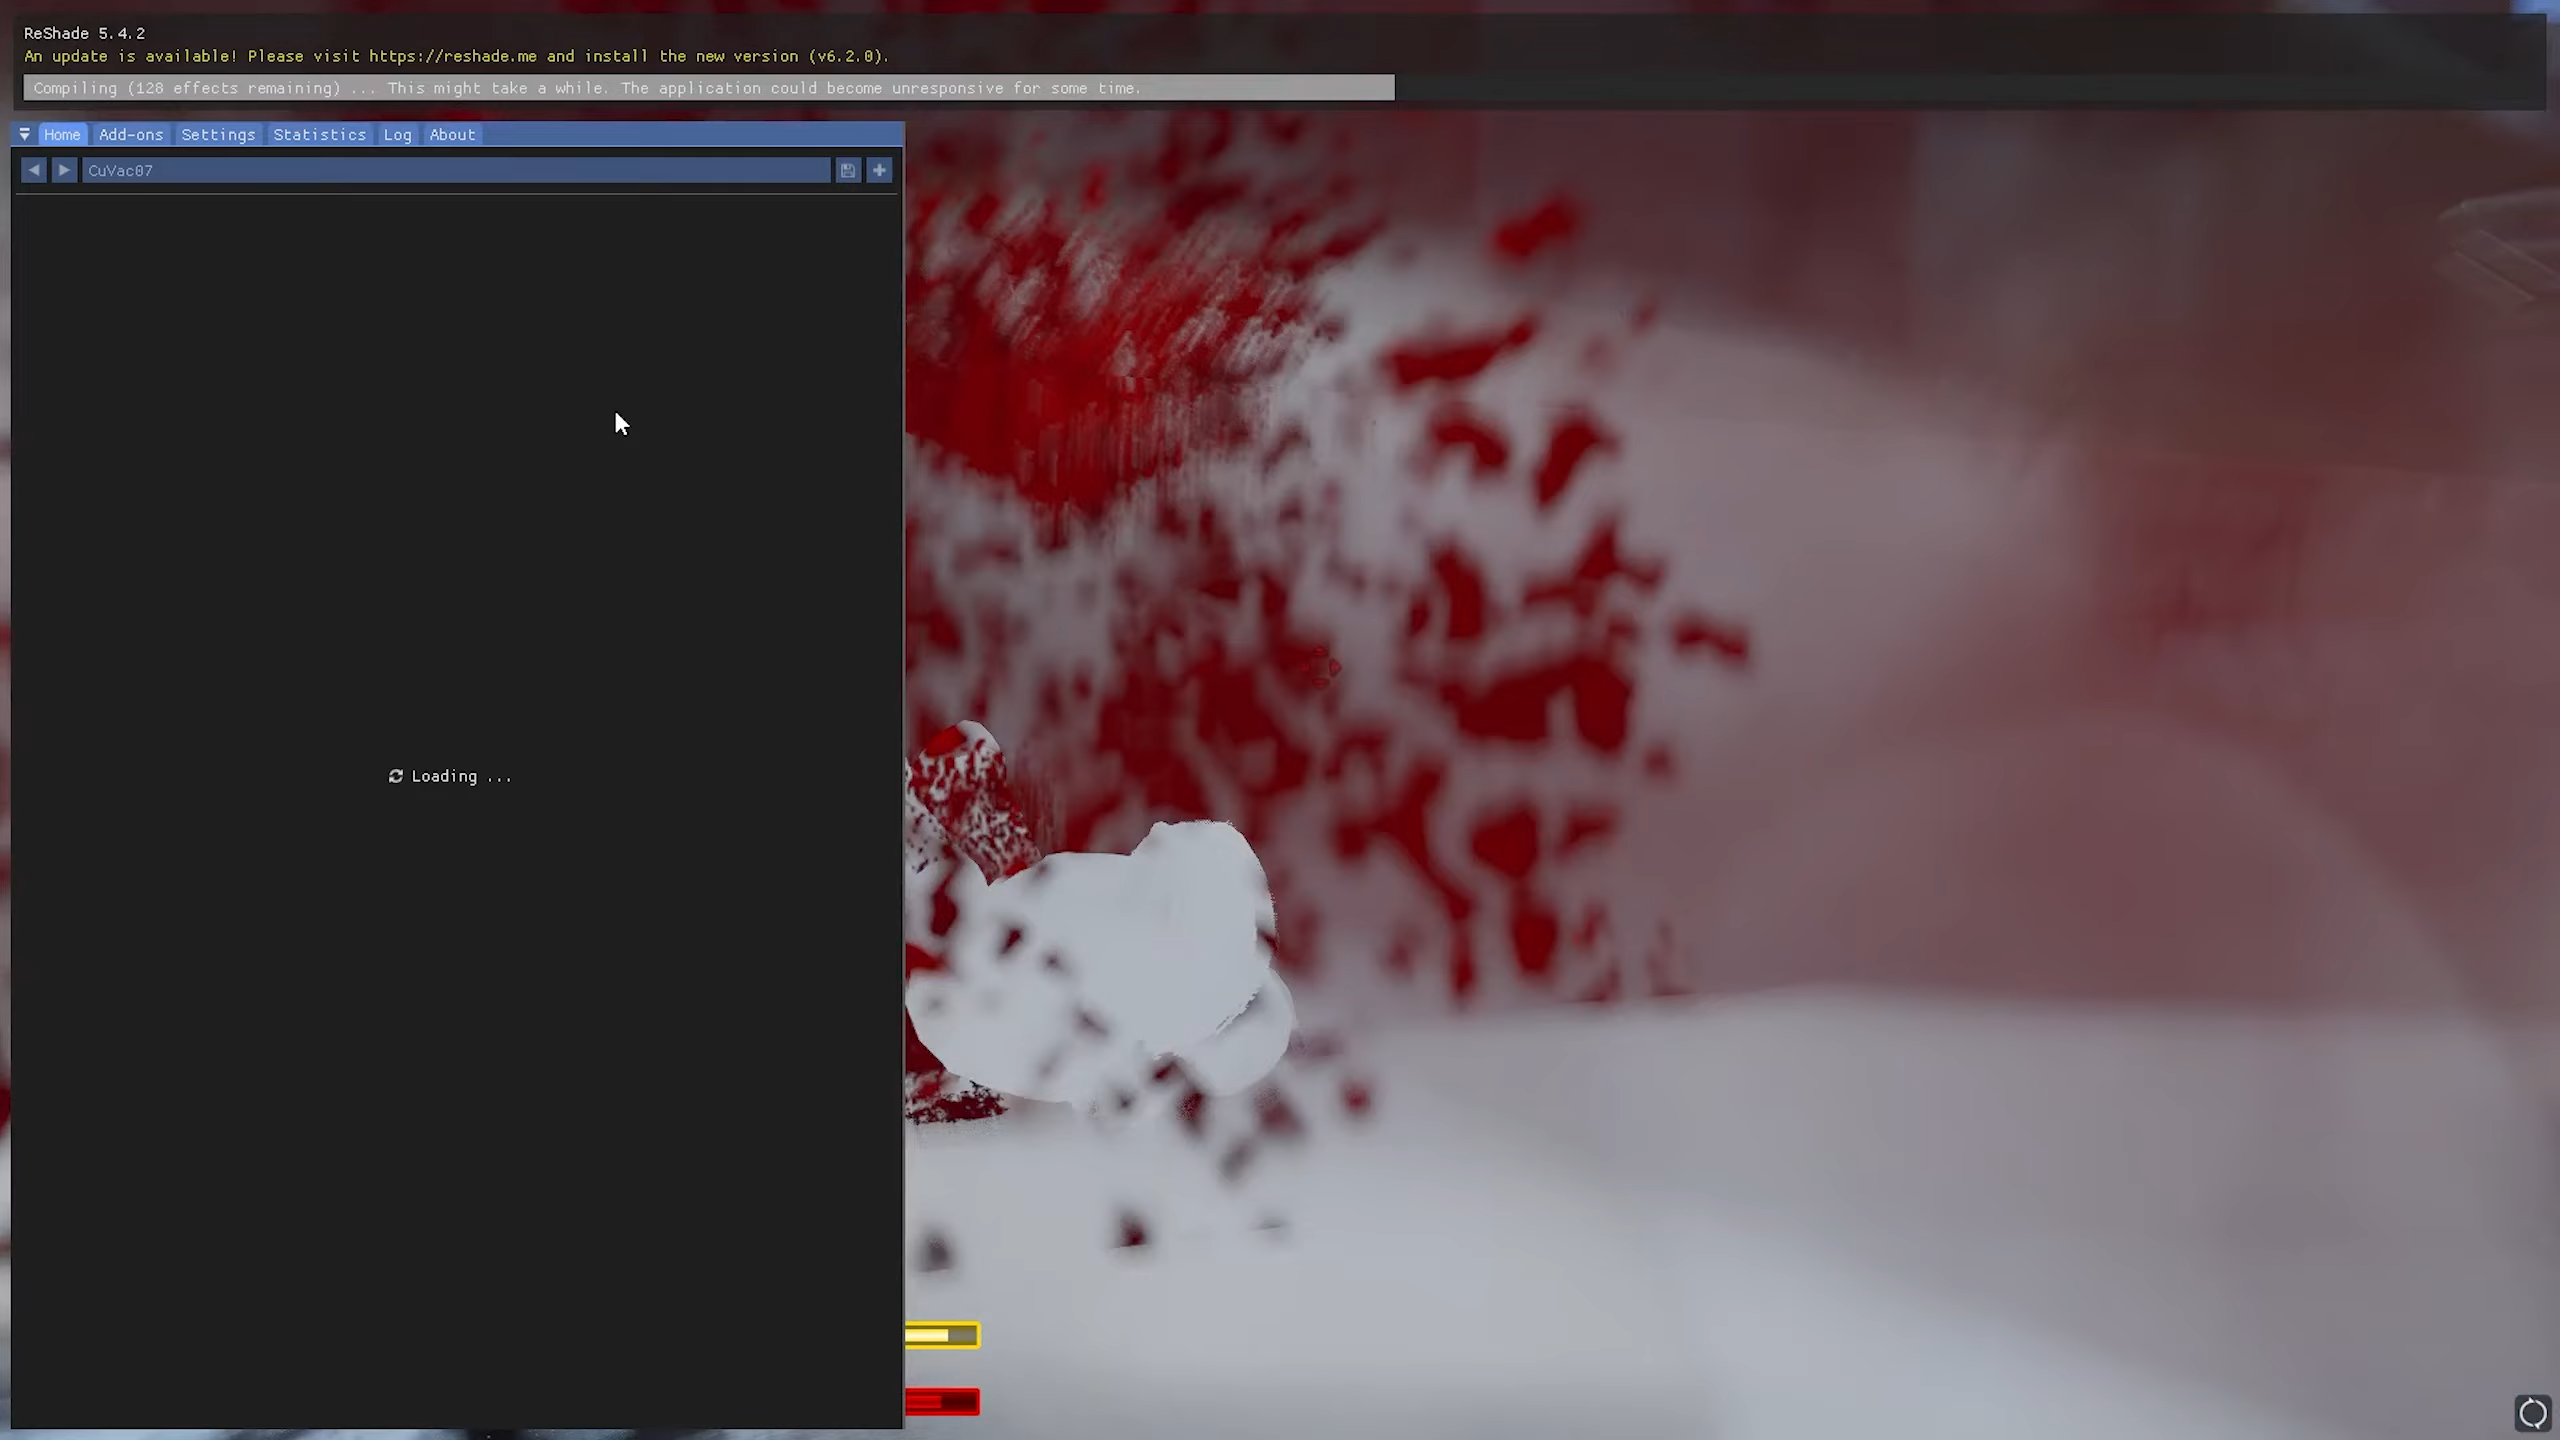 ReShade 5.4.2
An update is available! Please visit https://reshade.me and install the new version (v6.2.0).
Compiling (128 effects remaining) ... This might take a while. The application could become unresponsive for some time.
Home Add-ons Settings Statistics Log About
CuVac07
Loading ...